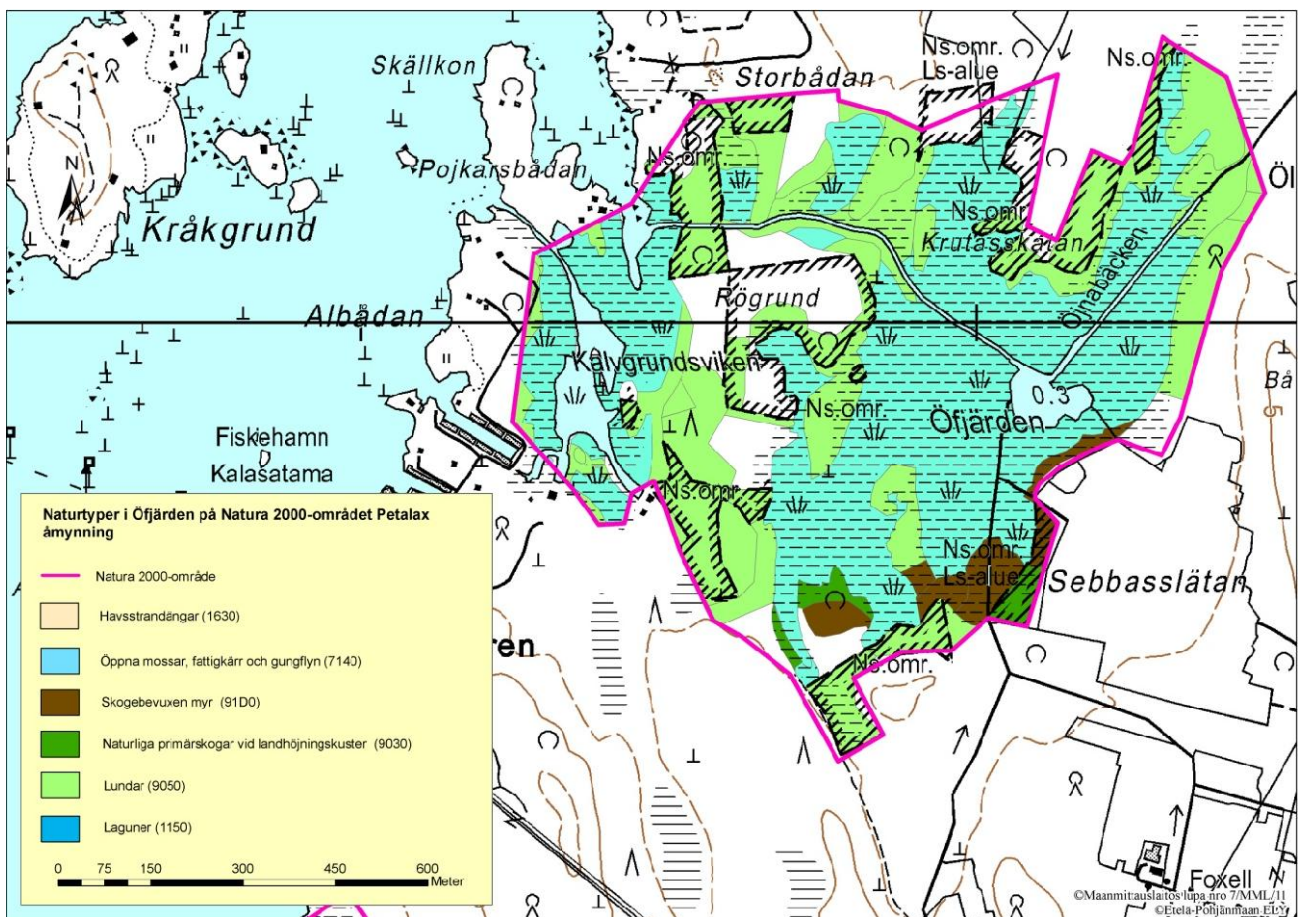 Ns.omr.
Ls-alue
Ns.omr.
Skällkon
Storbådan
Ns.omr.
Pojkarsbådan
Öl
Kråkgrund
N
Ns.omr.
Krutasskatan
Öjnabäcken
Rögrund
Albådan
Kalvgrundsviken
Bå
0.3
5
Ns.omr.
Öfjärden
Fiskehamn
Kalasatama
Ns.omr.
Ns.omr.
Ls-alue
Sebbasslätan
ren
Ns.omr.
Naturtyper i Öfjärden på Natura 2000-området Petalax
åmynning
Natura 2000-område
Havsstrandängar (1630)
Öppna mossar, fattigkärr och gungflyn (7140)
Skogebevuxen myr (91D0)
Naturliga primärskogar vid landhöjningskuster (9030)
Lundar (9050)
Laguner (1150)
0 75 150 300 450 600
Meter
Foxell
©Maanmittauslaitos lupa nro 7/MML/11
©Etelä-Pohjanmaan ELY